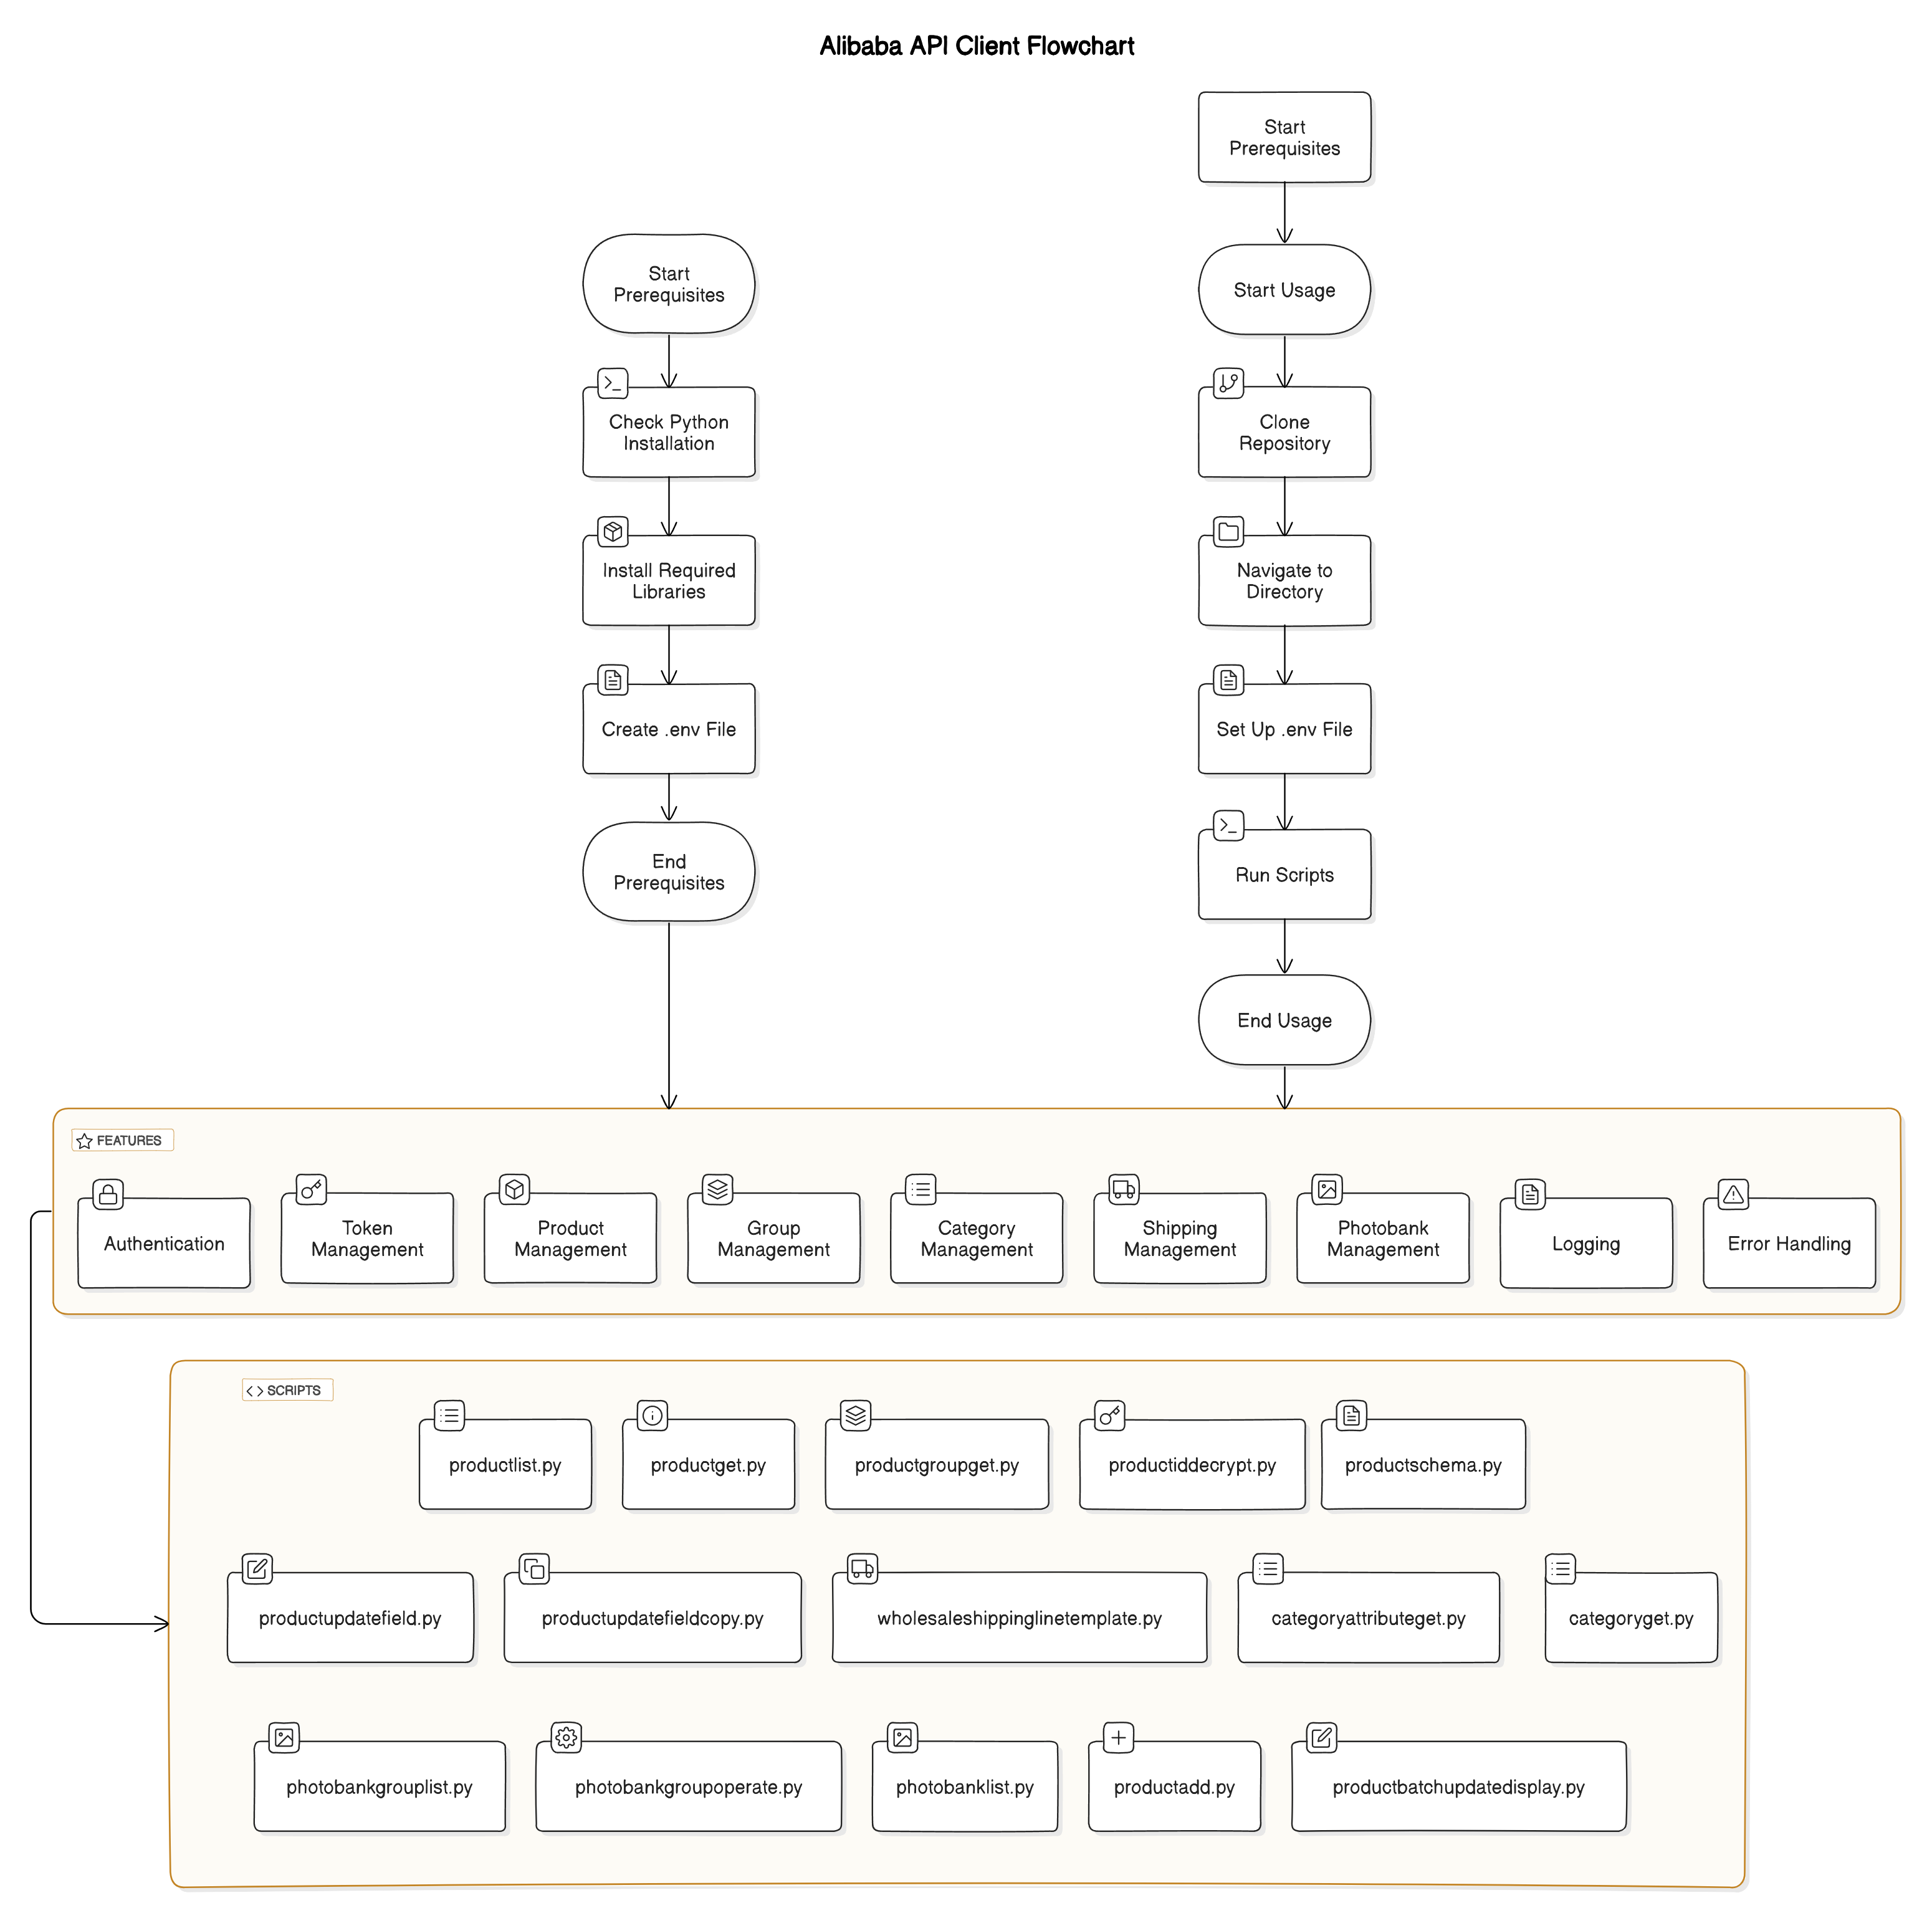 Alibaba API Client Flowchart
Start
Prerequisites
Check Python
Installation
Install Required
Libraries
Create .env File
End
Prerequisites
Start
Prerequisites
Start Usage
Clone
Repository
Navigate to
Directory
Set Up .env File
Run Scripts
End Usage
FEATURES
Authentication
Token
Management
Product
Management
Group
Management
Category
Management
Shipping
Management
Photobank
Management
Logging
Error Handling
SCRIPTS
productlist.py
productget.py
productgroupget.py
productiddecrypt.py
productschema.py
productupdatefield.py
productupdatefieldcopy.py
wholesaleshippinglinetemplate.py
categoryattributeget.py
categoryget.py
photobankgrouplist.py
photobankgroupoperate.py
photobanklist.py
productadd.py
productbatchupdatedisplay.py